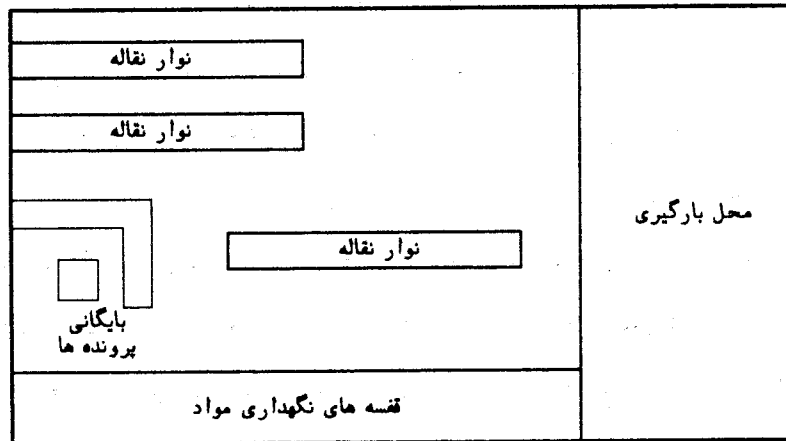 نوار نقاله
نوار نقاله
محل بارگیری
نوار نقاله
بایگانی
پرونده ها
قفسه های نگهداری مواد